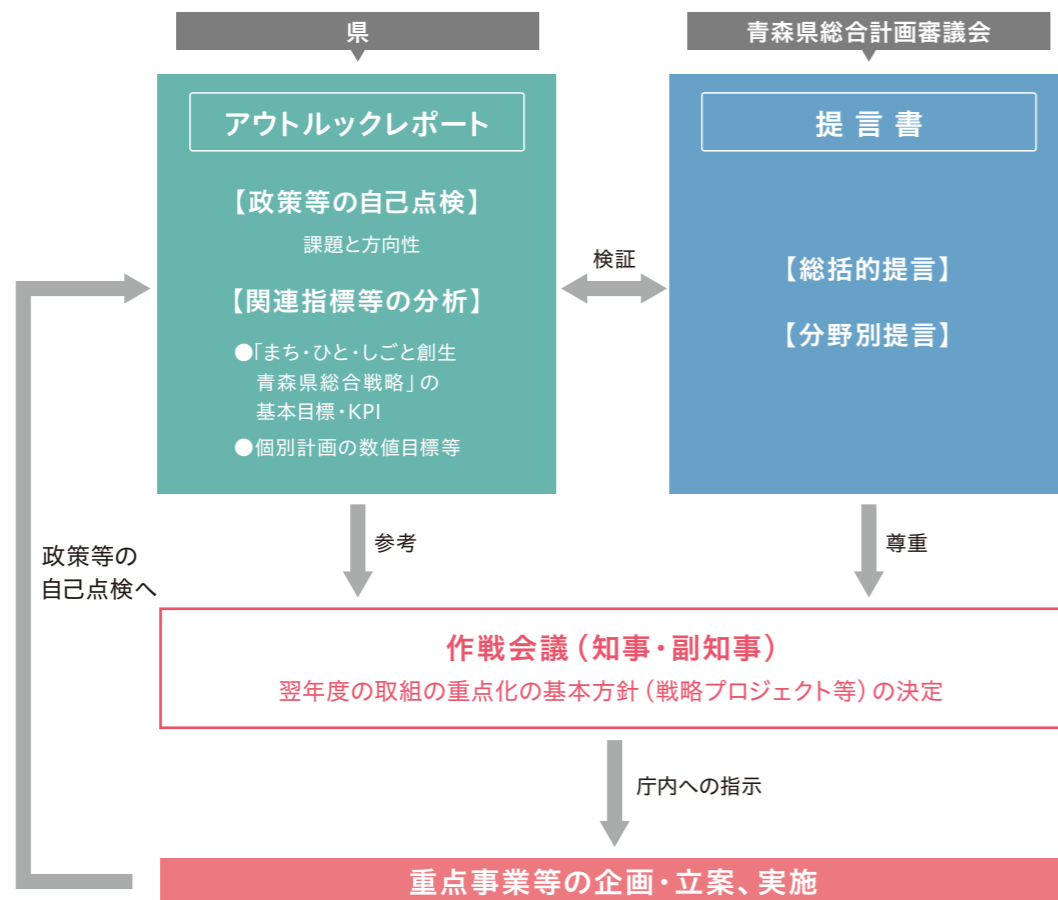 県
アウトルックレポート
【政策等の自己点検】
課題と方向性
【関連指標等の分析】
●「まち・ひと・しごと創生
青森県総合戦略」の
基本目標・KPI
●個別計画の数値目標等
検証
青森県総合計画審議会
提言書
【総括的提言】
【分野別提言】
参考
尊重
政策等の
自己点検へ
作戦会議（知事・副知事）
翌年度の取組の重点化の基本方針（戦略プロジェクト等）の決定
庁内への指示
重点事業等の企画・立案、実施